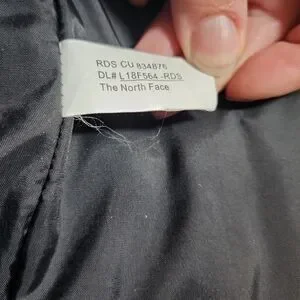 RDS CU 834876
DL# L18F564 -RDS
The North Face